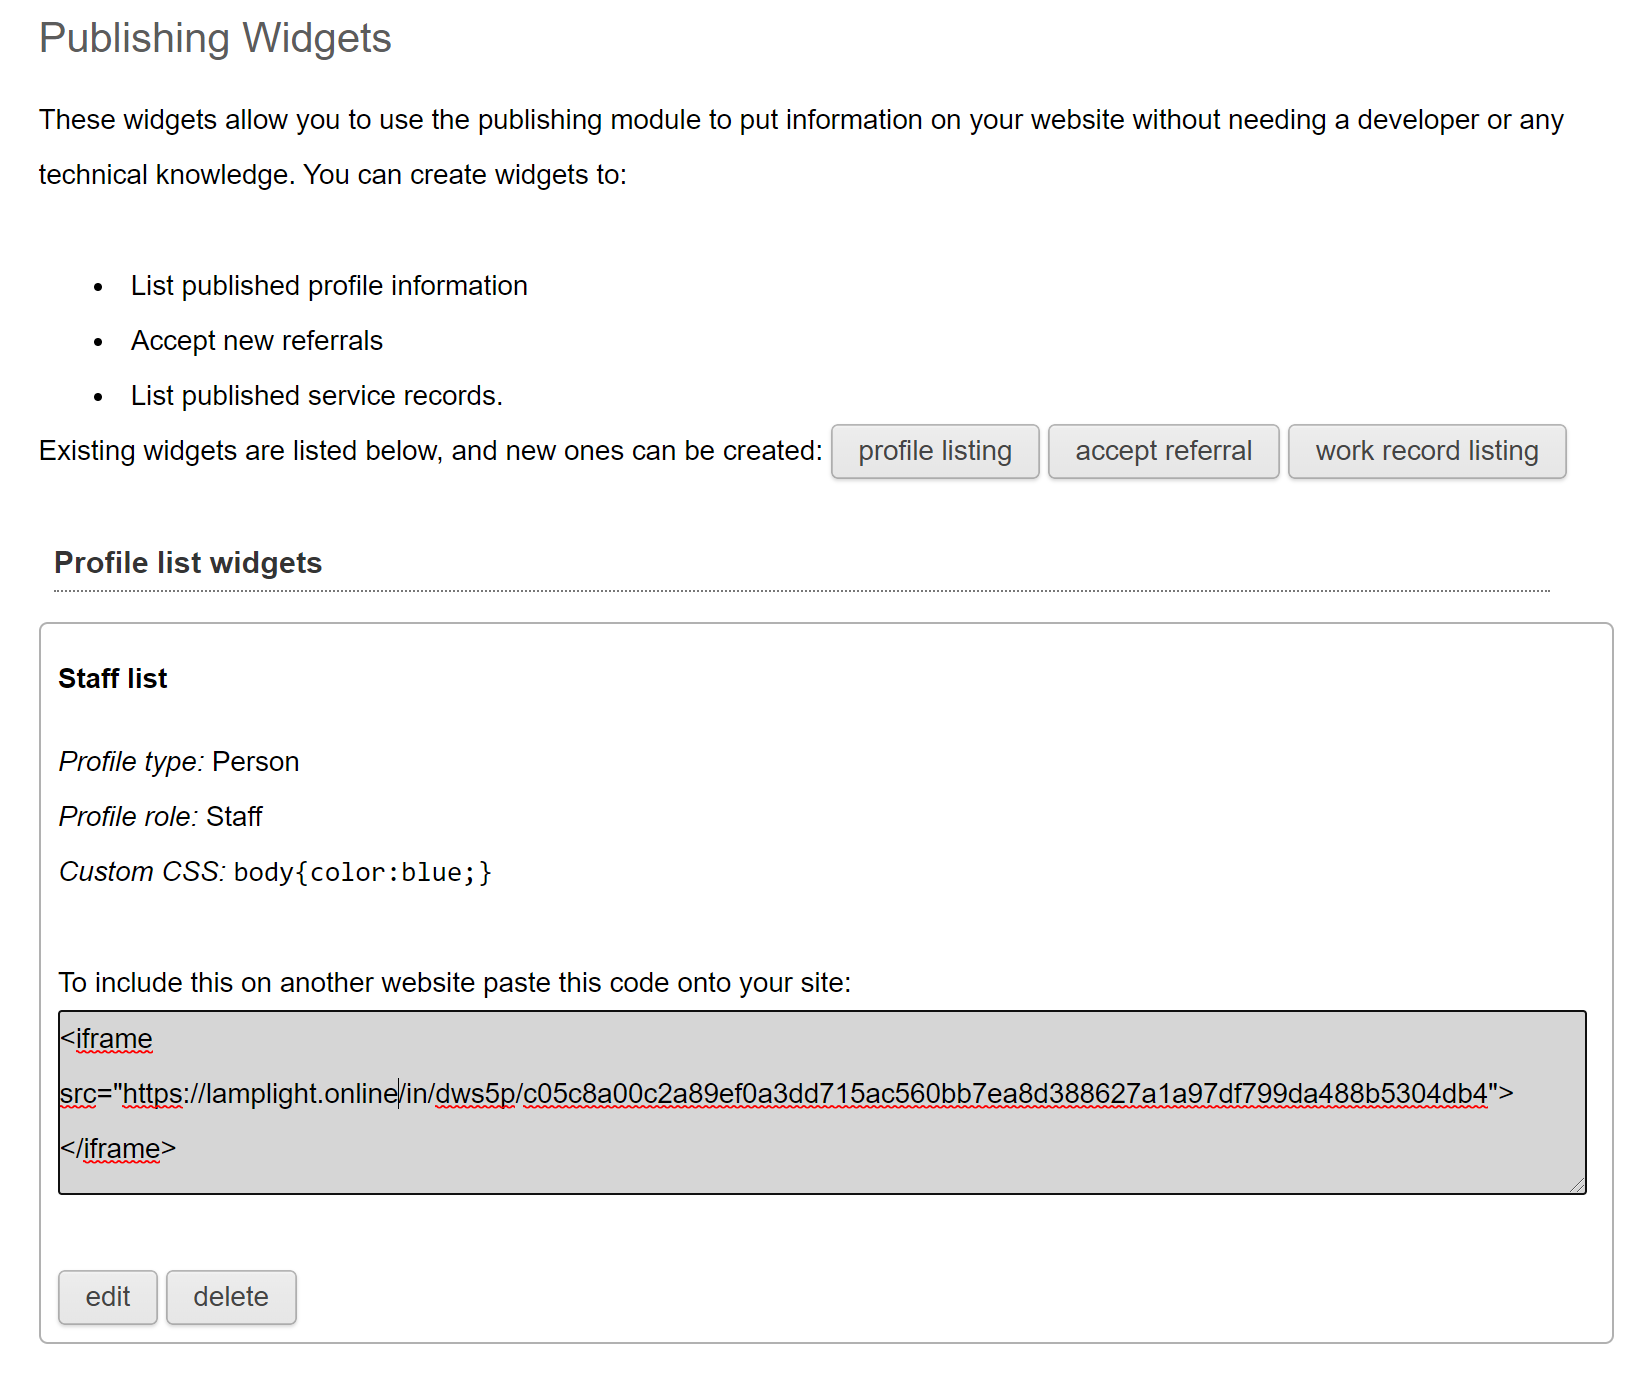 Publishing Widgets
These widgets allow you to use the publishing module to put information on your website without needing a developer or any
technical knowledge. You can create widgets to:
List published profile information
Accept new referrals
List published service records.
Existing widgets are listed below, and new ones can be created: profile listing accept referral work record listing
Profile list widgets
Staff list
Profile type: Person
Profile role: Staff
Custom CSS: body{color:blue;}
To include this on another website paste this code onto your site:
<iframe
src="https://lamplight.online/in/dws5p/c05c8a00c2a89ef0a3dd715ac560bb7ea8d388627a1a97df799da488b5304db4">
</iframe>
edit delete